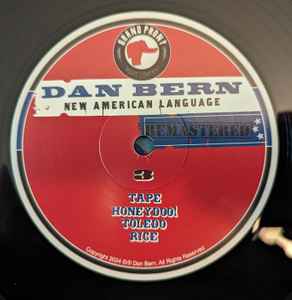 GRAND PHONY
DAN BERN
NEW AMERICAN LANGUAGE
REMASTERED
3
TAPE
HONEYDOO!
TOLEDO
RICE
Copyright 2024 Dan Bern. All Rights Reserved